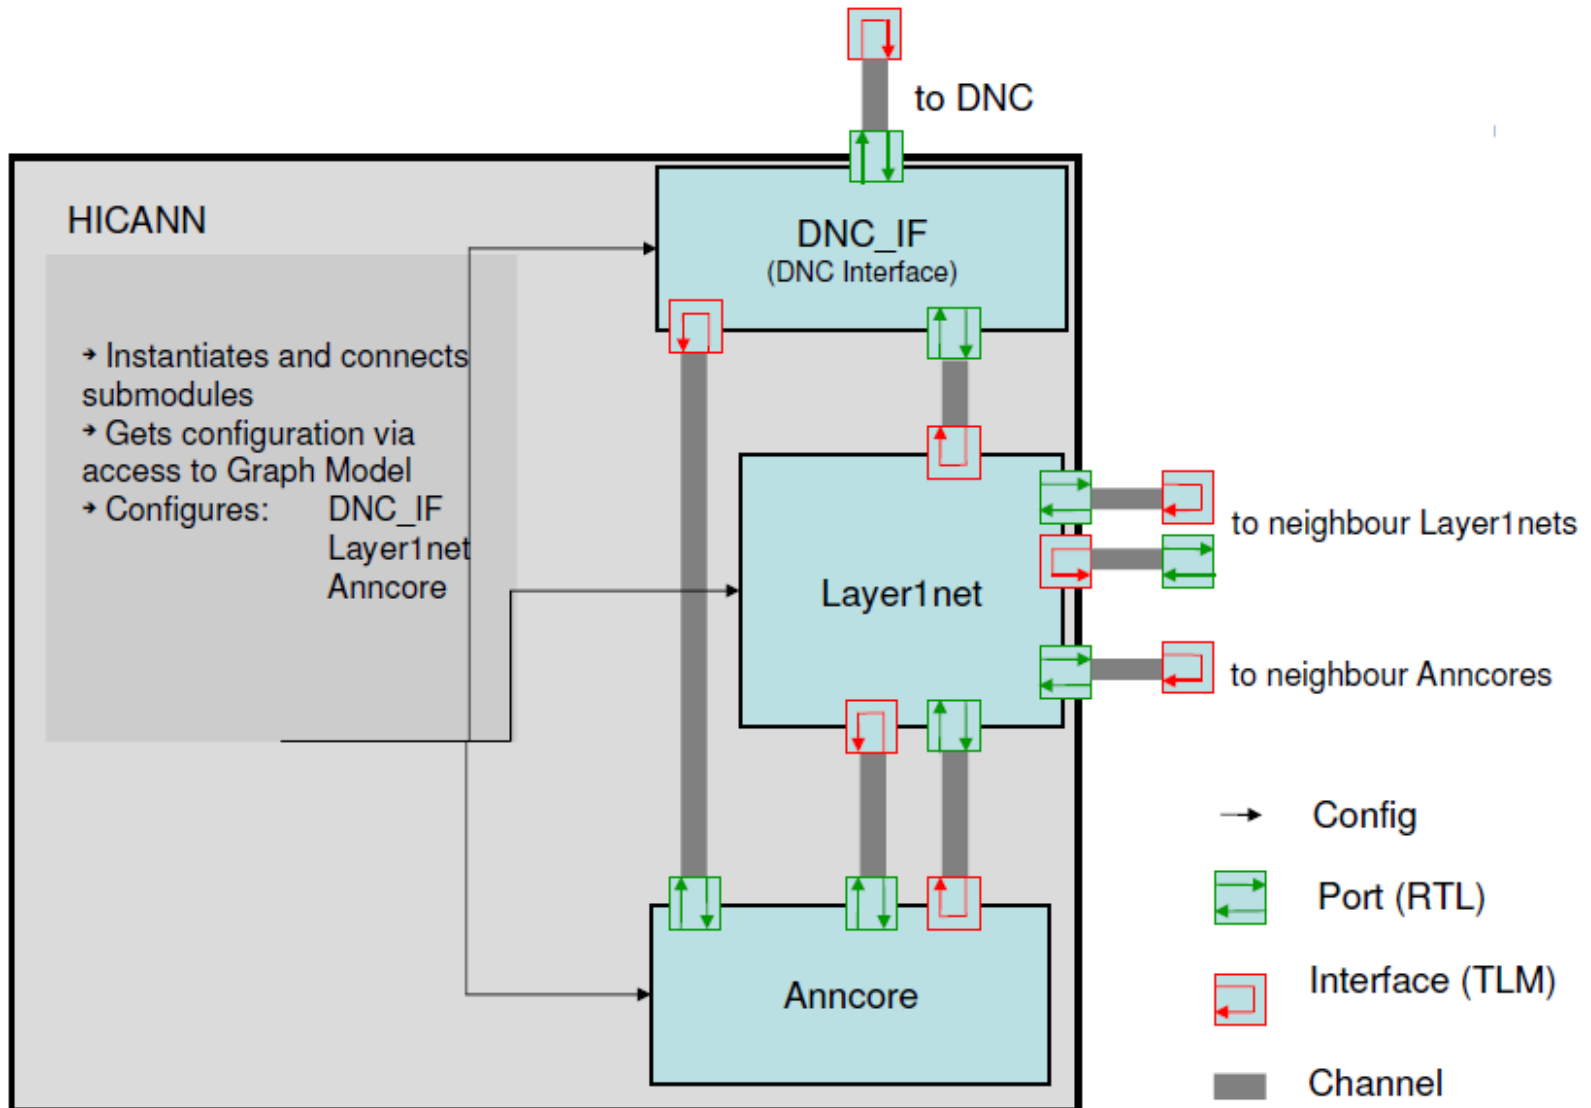 to DNC
HICANN
DNC_IF
(DNC Interface)
➔ Instantiates and connects
submodules
➔ Gets configuration via
access to Graph Model
➔ Configures: DNC_IF
Layer1net
Anncore
to neighbour Layer1nets
Layer1net
to neighbour Anncores
Config
Port (RTL)
Interface (TLM)
Anncore
Channel